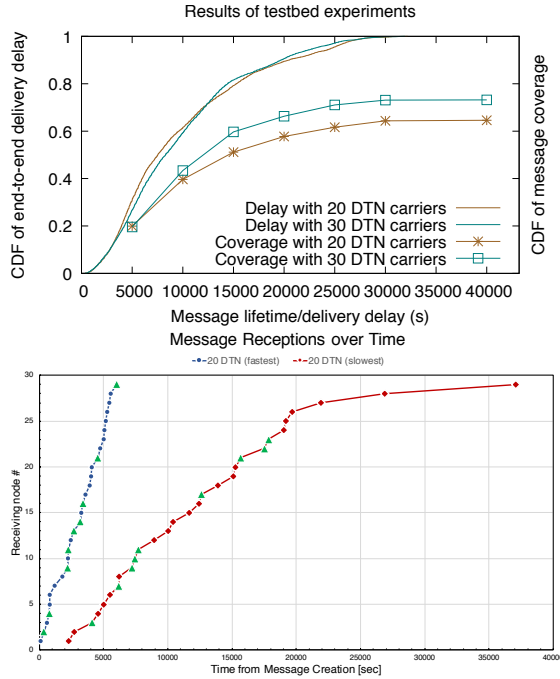 Results of testbed experiments
CDF of end-to-end delivery delay
CDF of message coverage
1
0.8
0.6
0.4
0.2
0
Delay with 20 DTN carriers
Delay with 30 DTN carriers
Coverage with 20 DTN carriers
Coverage with 30 DTN carriers
0 5000 10000 15000 20000 25000 30000 35000 40000
Message lifetime/delivery delay (s)
Message Receptions over Time
20 DTN (fastest) 20 DTN (slowest)
Receiving node #
30
25
20
15
10
5
0
0 5000 10000 15000 20000 25000 30000 35000 40000
Time from Message Creation [sec]